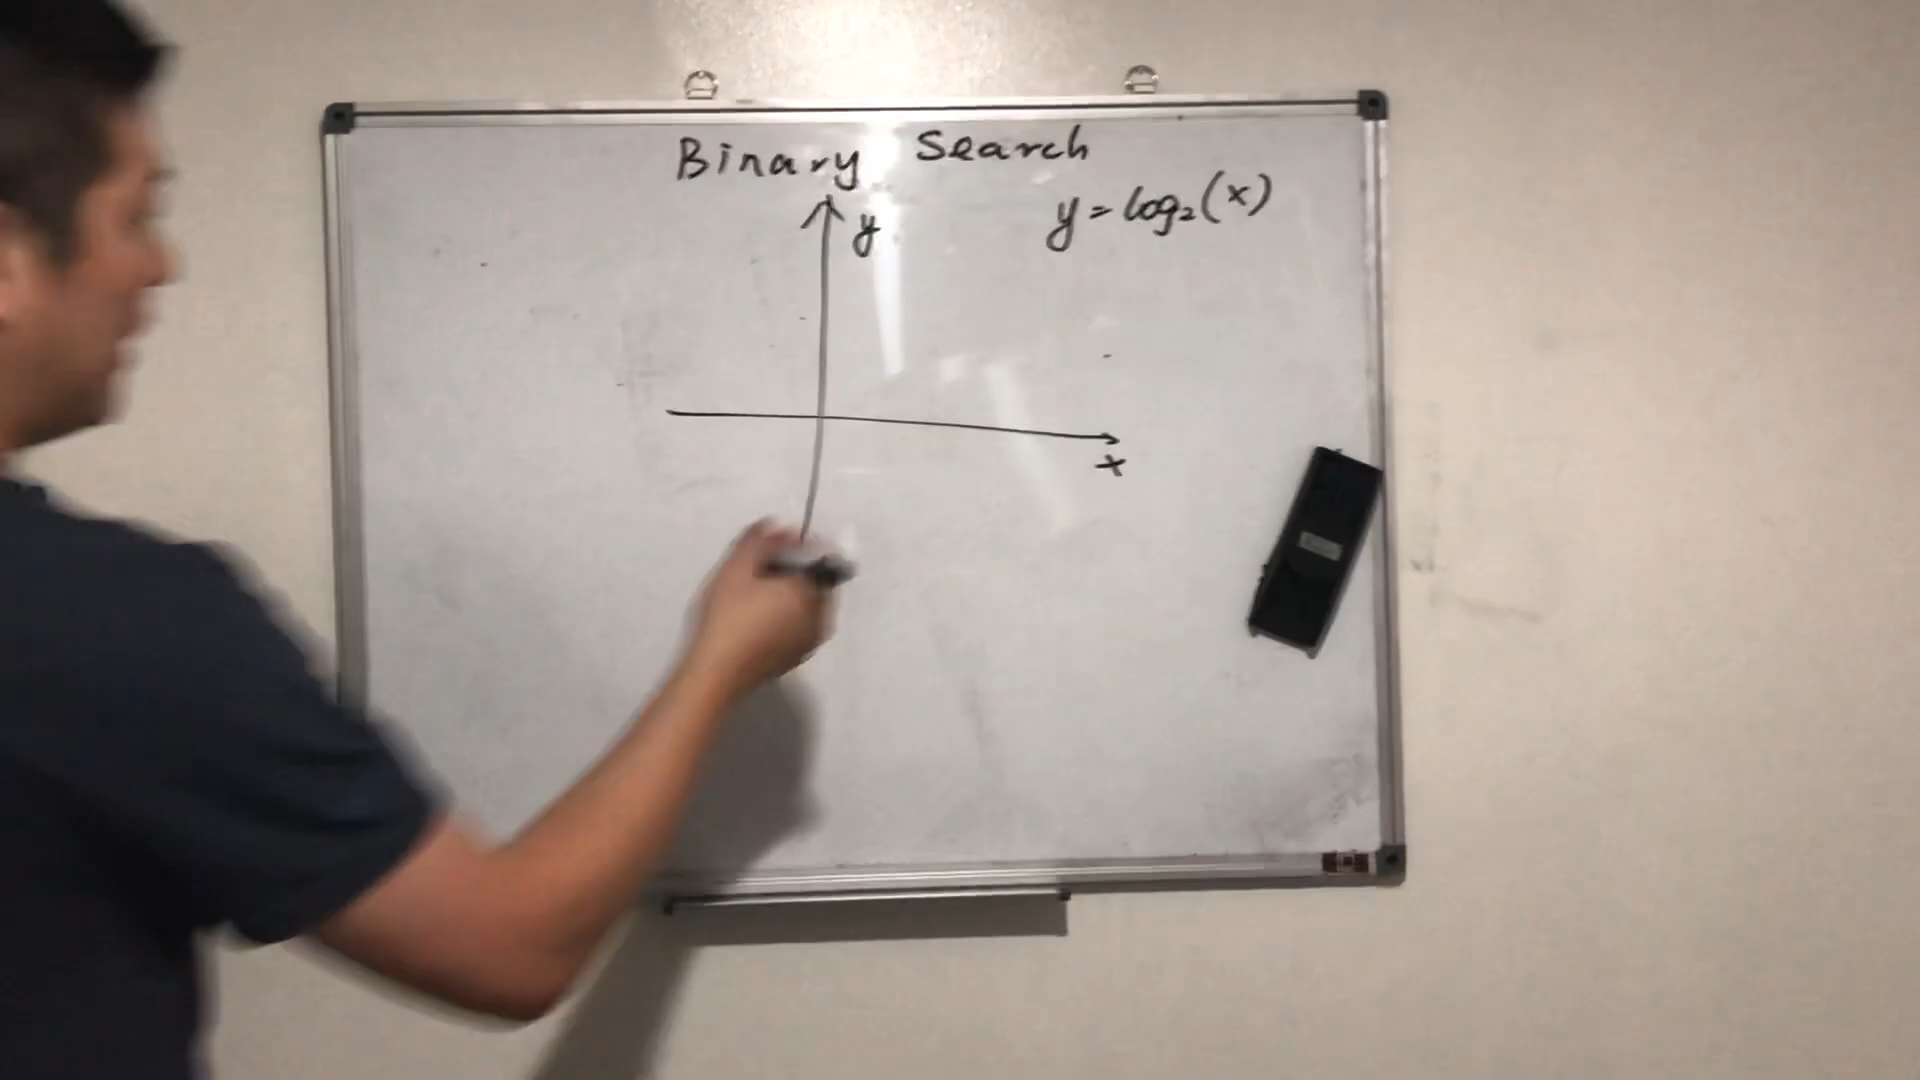 Binary Search
y = log₂(x)
y
x